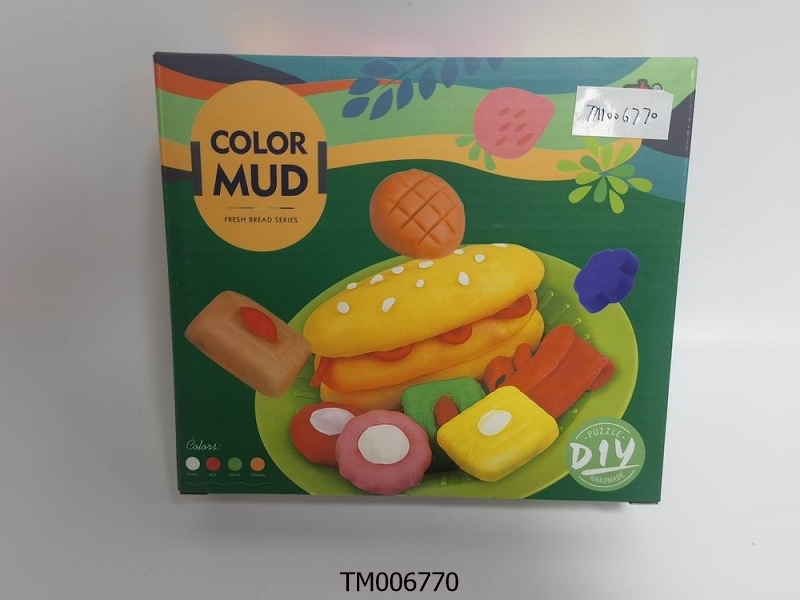 TM006770
COLOR
MUD
FRESH BREAD SERIES
Colors:
PUZZLE
DIY
HANDMADE
TM006770